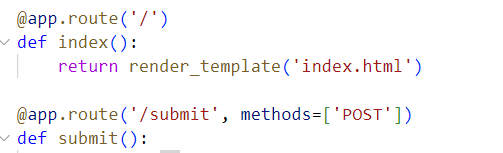 @app.route('/')
def index():
    return render_template('index.html')

@app.route('/submit', methods=['POST'])
def submit():